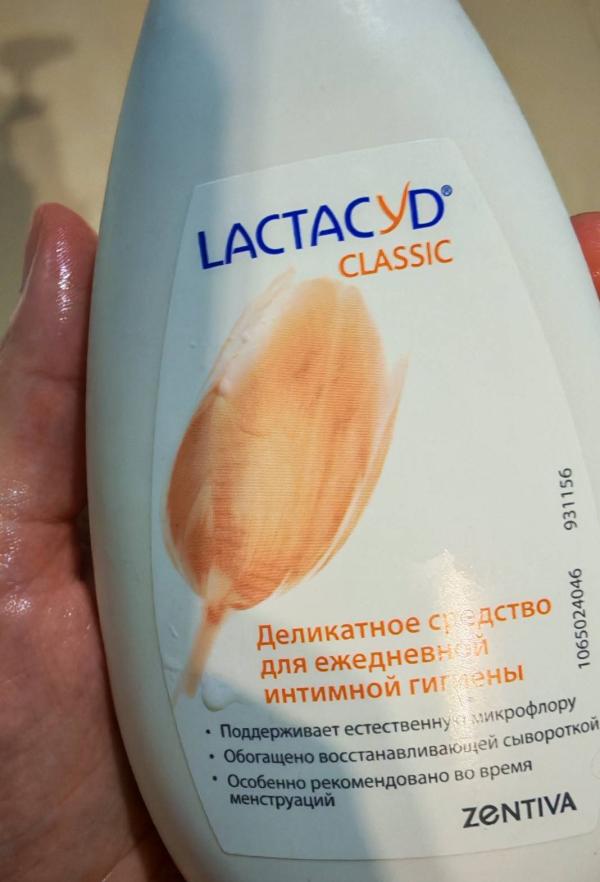 LACTACYD®
CLASSIC
Деликатное средство
для ежедневной
интимной гигиены
• Поддерживает естественную микрофлору
• Обогащено восстанавливающей сывороткой
• Особенно рекомендовано во время
менструаций
ZENTIVA
1065024046 931156